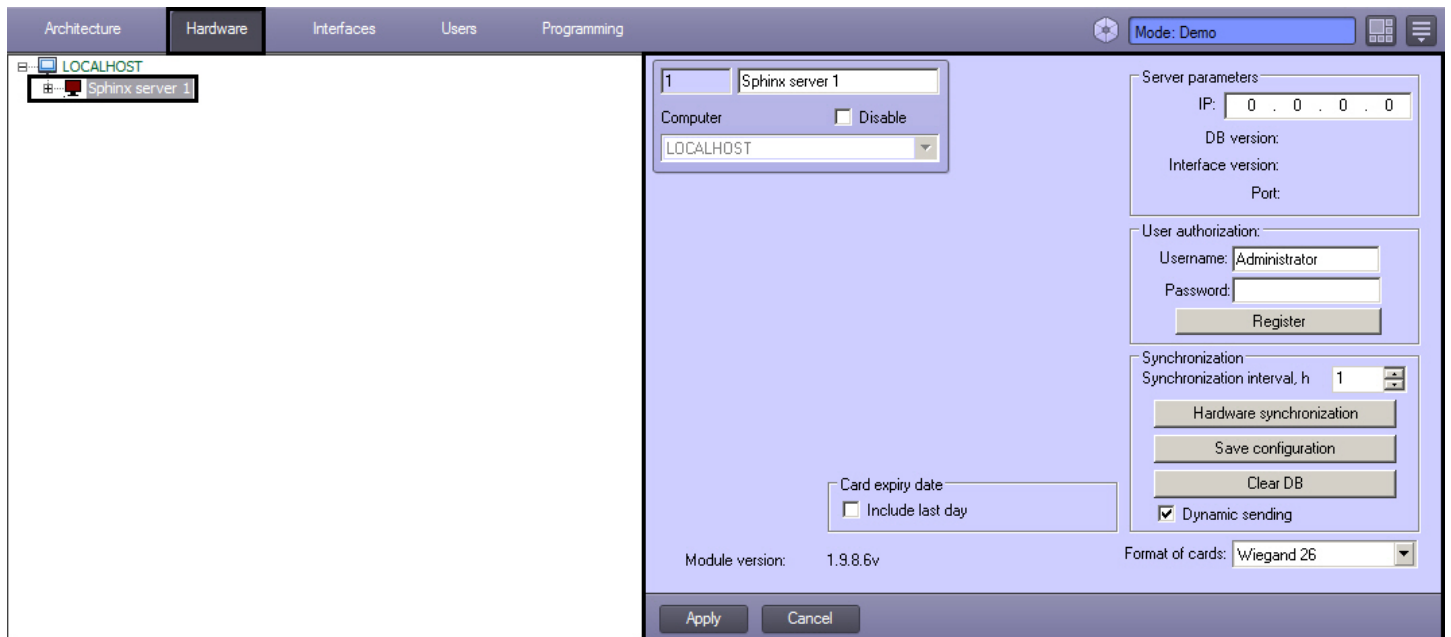 Architecture Hardware Interfaces Users Programming Mode: Demo
LOCALHOST
Sphinx server 1
1 Sphinx server 1
Computer Disable
LOCALHOST
Server parameters
IP: 0 . 0 . 0 . 0
DB version:
Interface version:
Port:
User authorization:
Username: Administrator
Password:
Register
Synchronization
Synchronization interval, h 1
Hardware synchronization
Save configuration
Clear DB
Dynamic sending
Card expiry date
Include last day
Module version: 1.9.8.6v
Format of cards: Wiegand 26
Apply Cancel